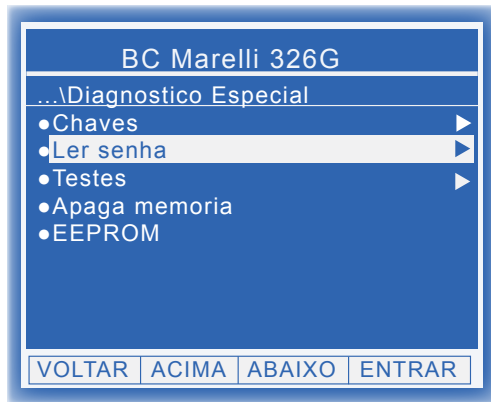 BC Marelli 326G
...\Diagnostico Especial
●Chaves
●Ler senha
●Testes
●Apaga memoria
●EEPROM
VOLTAR ACIMA ABAIXO ENTRAR